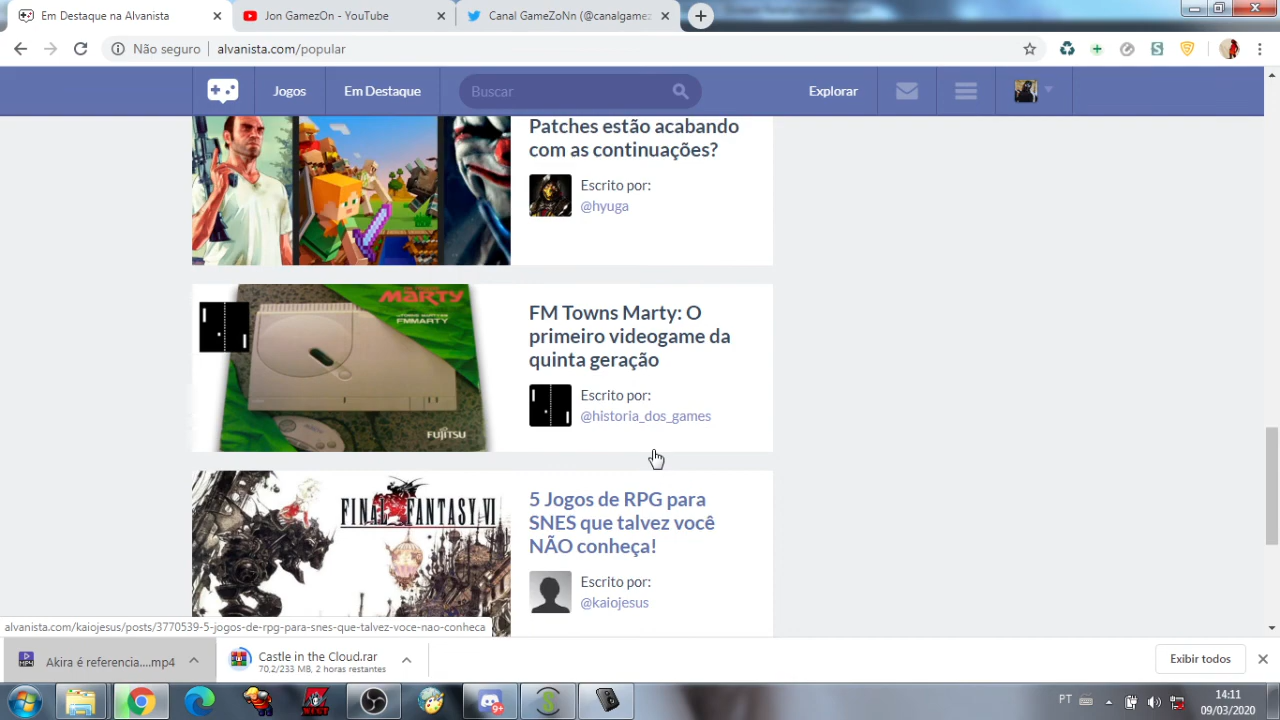 Em Destaque na Alvanista
Jon GamezOn - YouTube
Canal GameZoNn (@canalgamez
Não seguro
alvanista.com/popular
Jogos
Em Destaque
Buscar
Explorar
Patches estão acabando
com as continuações?
Escrito por:
@hyuga
MARTY
FMMARTY
FUJITSU
FM Towns Marty: O
primeiro videogame da
quinta geração
Escrito por:
@historia_dos_games
FINAL FANTASY VI
5 Jogos de RPG para
SNES que talvez você
NÃO conheça!
Escrito por:
@kaiojesus
alvanista.com/kaiojesus/posts/3770539-5-jogos-de-rpg-para-snes-que-talvez-voce-nao-conheca
Akira é referencia....mp4
Castle in the Cloud.rar
70,2/233 MB, 2 horas restantes
Exibir todos
PT
14:11
09/03/2020